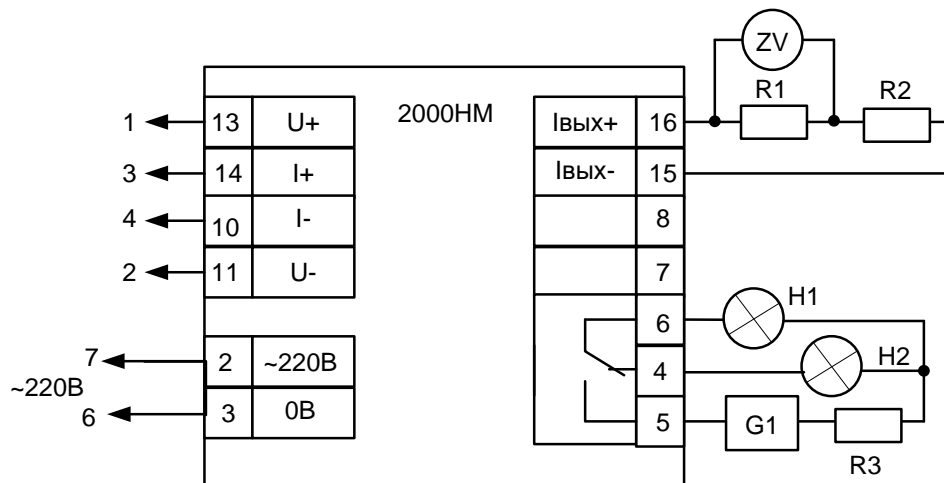 ZV
R1
R2
2000НМ
1 13 U+
Iвых+ 16
3 14 I+
Iвых- 15
4 10 I-
8
2 11 U-
7
6 H1
7 2 ~220В
4 H2
~220В
6 3 0В
5 G1
R3